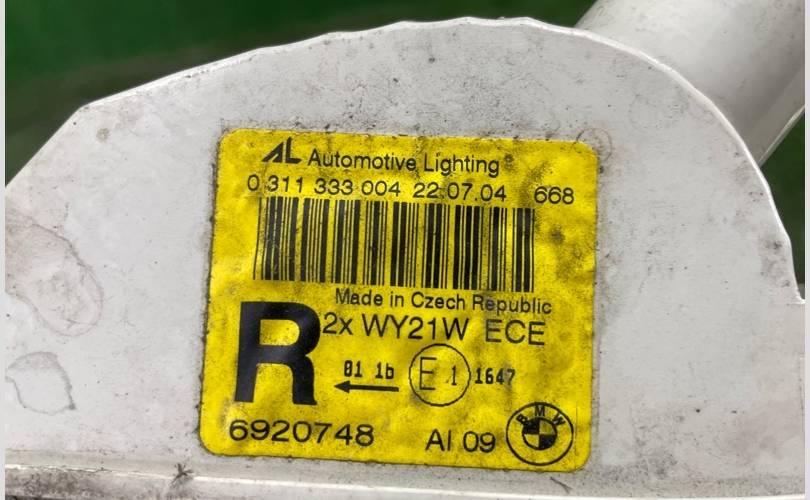 AL Automotive Lighting
0 311 333 004 22.07.04 668
Made in Czech Republic
R
2x WY21W ECE
01 1b E 1 1647
6920748 AI 09 BMW